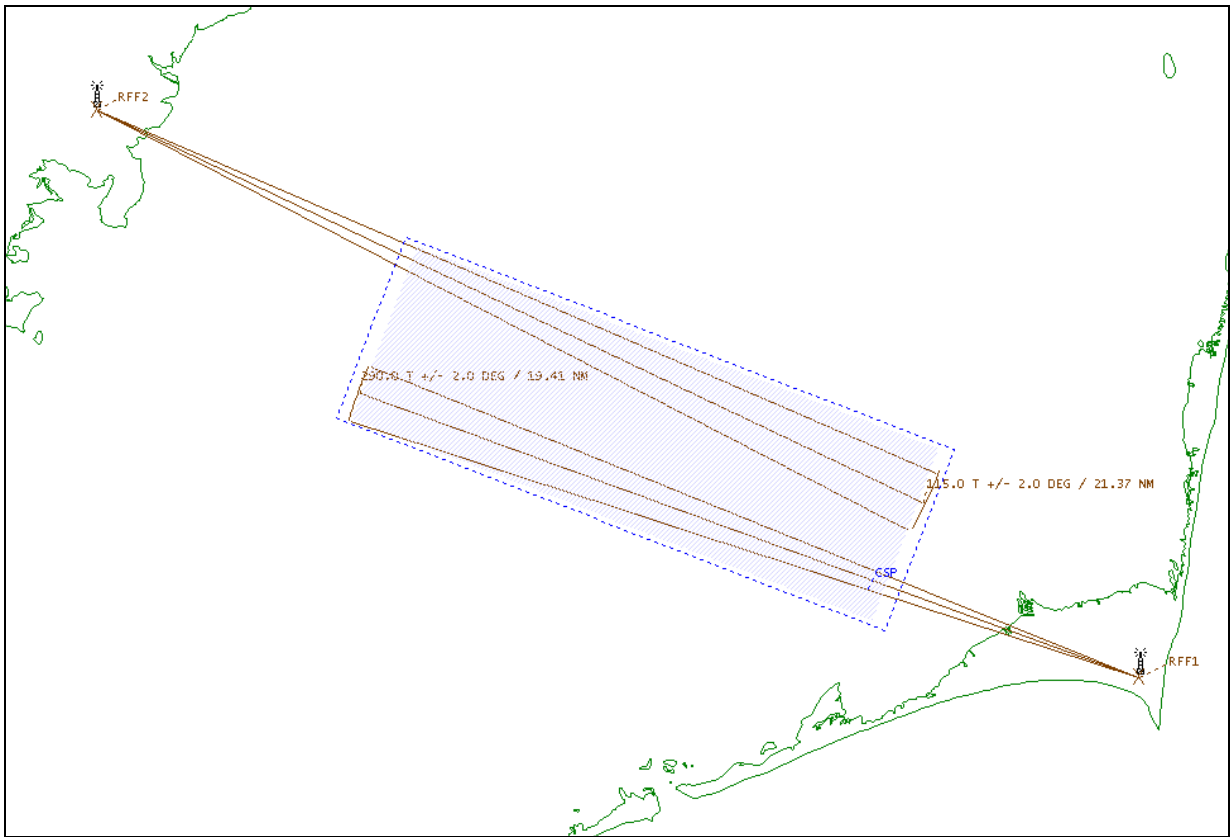 RFF2
290.0 T +/- 2.0 DEG / 19.41 NM
115.0 T +/- 2.0 DEG / 21.37 NM
CSP
RFF1